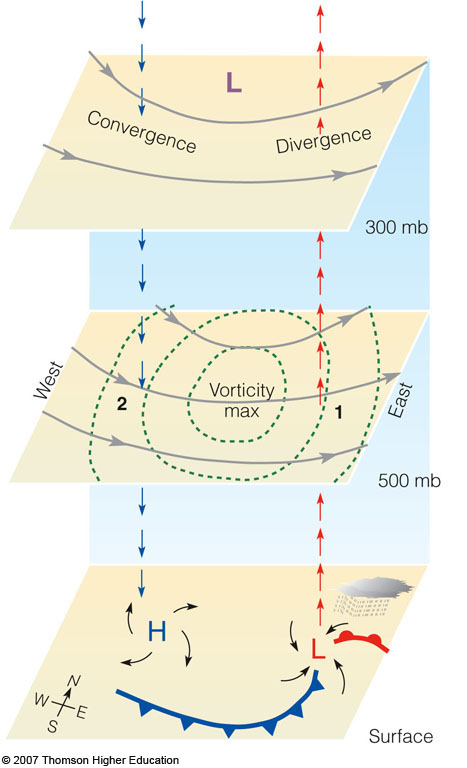 L
Convergence
Divergence
300 mb
West
2
Vorticity
max
1
East
500 mb
H
L
N
W
E
S
Surface
© 2007 Thomson Higher Education